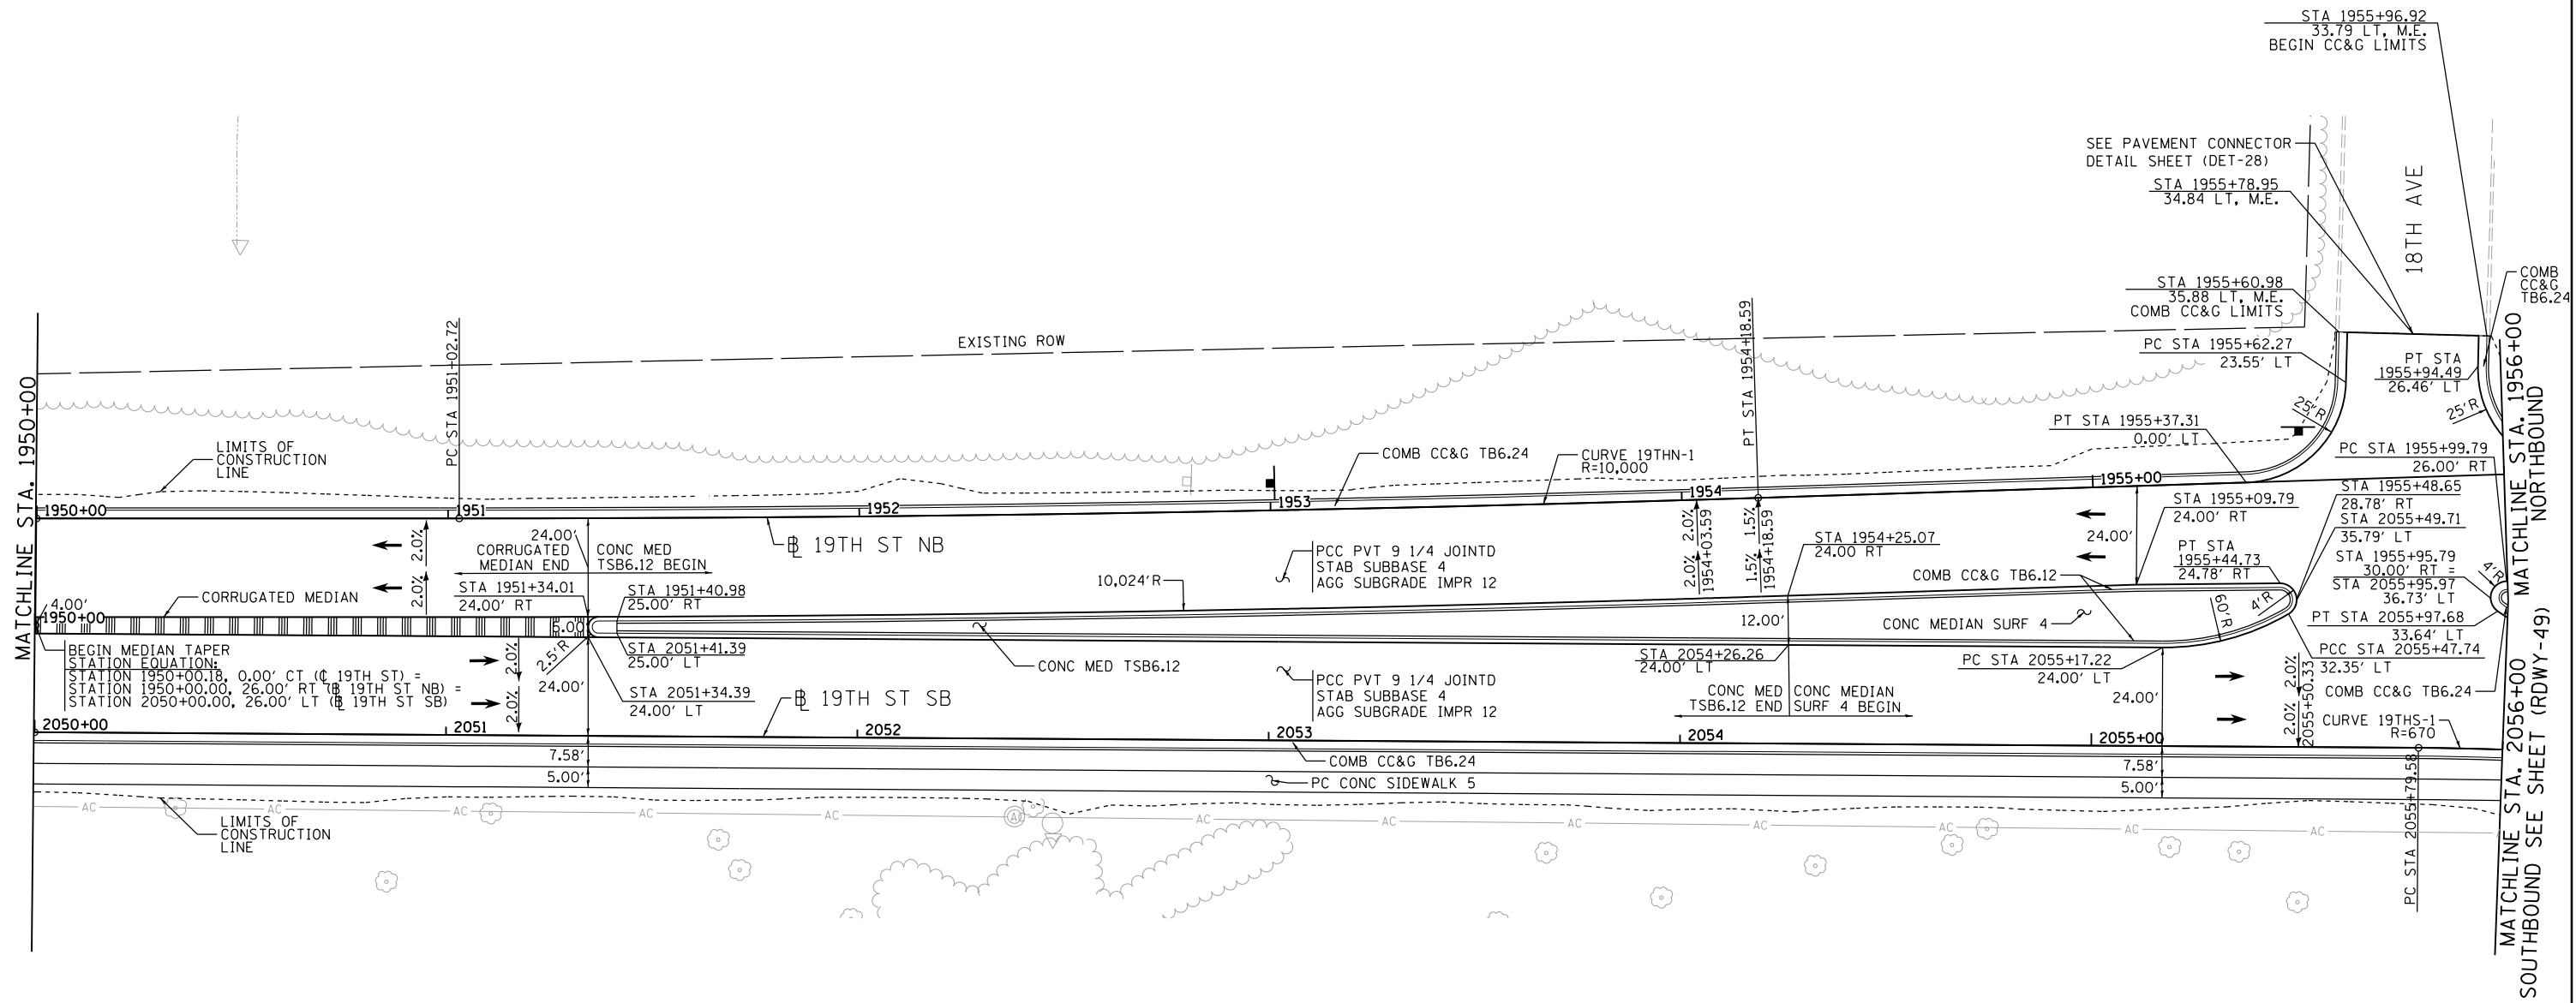 STA 1955+96.92
33.79 LT, M.E.
BEGIN CC&G LIMITS
SEE PAVEMENT CONNECTOR
DETAIL SHEET (DET-28)
STA 1955+78.95
34.84 LT, M.E.
18TH AVE
COMB
CC&G
TB6.24
STA 1955+60.98
35.88 LT, M.E.
COMB CC&G LIMITS
PC STA 1955+62.27
23.55' LT
PT STA
1955+94.49
26.46' LT
25'R
25'R
EXISTING ROW
PC STA 1951+02.72
PT STA 1954+18.59
MATCHLINE STA. 1950+00
LIMITS OF
CONSTRUCTION
LINE
COMB CC&G TB6.24
CURVE 19THN-1
R=10,000
PT STA 1955+37.31
0.00' LT
PC STA 1955+99.79
26.00' RT
MATCHLINE STA. 1956+00
NORTHBOUND
1950+00
1951
1952
1953
1954
1955+00
STA 1955+48.65
28.78' RT
STA 1955+09.79
24.00' RT
STA 2055+49.71
35.79' LT
2.0%
2.0%
24.00'
CORRUGATED
MEDIAN END
CONC MED
TSB6.12 BEGIN
℄ 19TH ST NB
PCC PVT 9 1/4 JOINTD
STAB SUBBASE 4
AGG SUBGRADE IMPR 12
2.0%
2.0%
1954+03.59
1.5%
1.5%
1954+18.59
STA 1954+25.07
24.00 RT
24.00'
PT STA
1955+44.73
24.78' RT
STA 1955+95.79
30.00' RT =
STA 2055+95.97
36.73' LT
4'R
STA 1951+34.01
24.00' RT
STA 1951+40.98
25.00' RT
10,024'R
COMB CC&G TB6.12
4.00'
CORRUGATED MEDIAN
1950+00
5.00'
12.00'
CONC MEDIAN SURF 4
60'R
4'R
PT STA 2055+97.68
33.64' LT
BEGIN MEDIAN TAPER
STATION EQUATION:
STATION 1950+00.18, 0.00' CT (℄ 19TH ST) =
STATION 1950+00.00, 26.00' RT (℄ 19TH ST NB) =
STATION 2050+00.00, 26.00' LT (℄ 19TH ST SB)
2.0%
2.0%
2.5'R
24.00'
STA 2051+41.39
25.00' LT
STA 2051+34.39
24.00' LT
CONC MED TSB6.12
℄ 19TH ST SB
PCC PVT 9 1/4 JOINTD
STAB SUBBASE 4
AGG SUBGRADE IMPR 12
STA 2054+26.26
24.00' LT
CONC MED
TSB6.12 END
CONC MEDIAN
SURF 4 BEGIN
PC STA 2055+17.22
24.00' LT
24.00'
PCC STA 2055+47.74
32.35' LT
2.0%
2.0%
2055+50.33
COMB CC&G TB6.24
CURVE 19THS-1
R=670
2050+00
2051
2052
2053
2054
2055+00
7.58'
5.00'
COMB CC&G TB6.24
PC CONC SIDEWALK 5
7.58'
5.00'
PC STA 2055+79.58
LIMITS OF
CONSTRUCTION
LINE
AC
AC
AC
AC
AC
AC
AC
AC
AC
AC
AC
AC
AC
MATCHLINE STA. 2056+00
SOUTHBOUND SEE SHEET (RDWY-49)